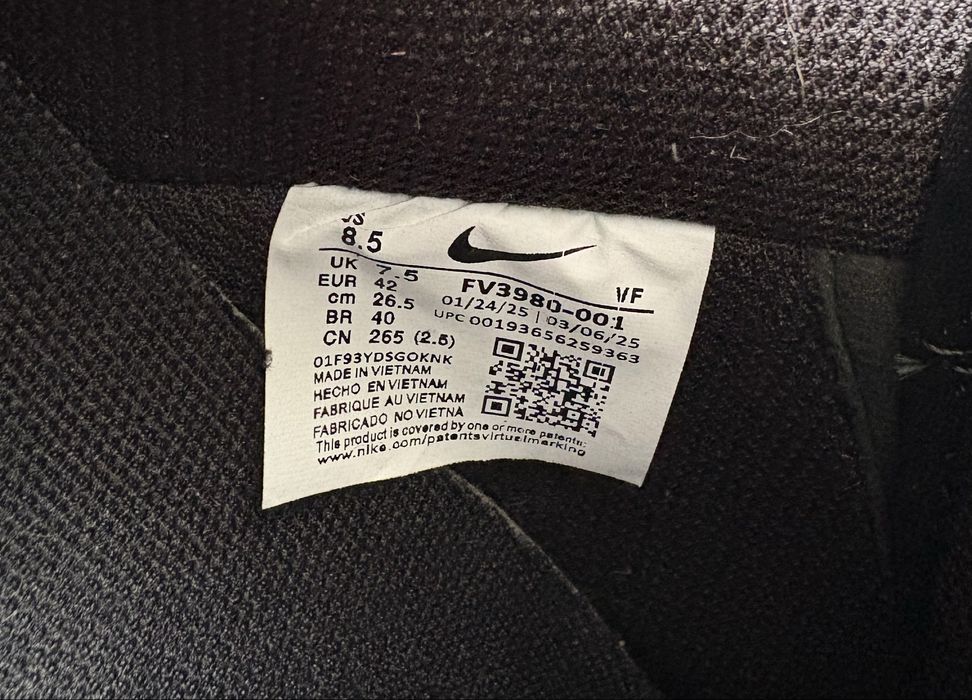 US
8.5
UK 7.5
EUR 42
cm 26.5
BR 40
CN 265 (2.5)
VF
FV3980-001
01/24/25 | 03/06/25
UPC 00193656259363
01F93YDSGOKNK
MADE IN VIETNAM
HECHO EN VIETNAM
FABRIQUE AU VIETNAM
FABRICADO NO VIETNA
This product is covered by one or more patents:
www.nike.com/patentsvirtualmarking